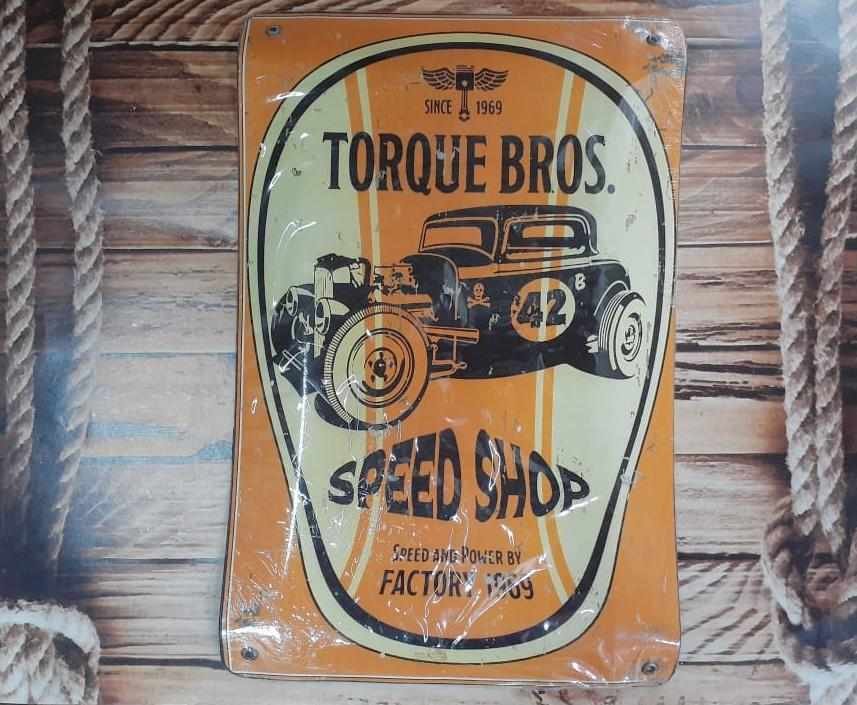 SINCE 1969
TORQUE BROS.
42 B
SPEED SHOP
SPEED AND POWER BY
FACTORY 1969